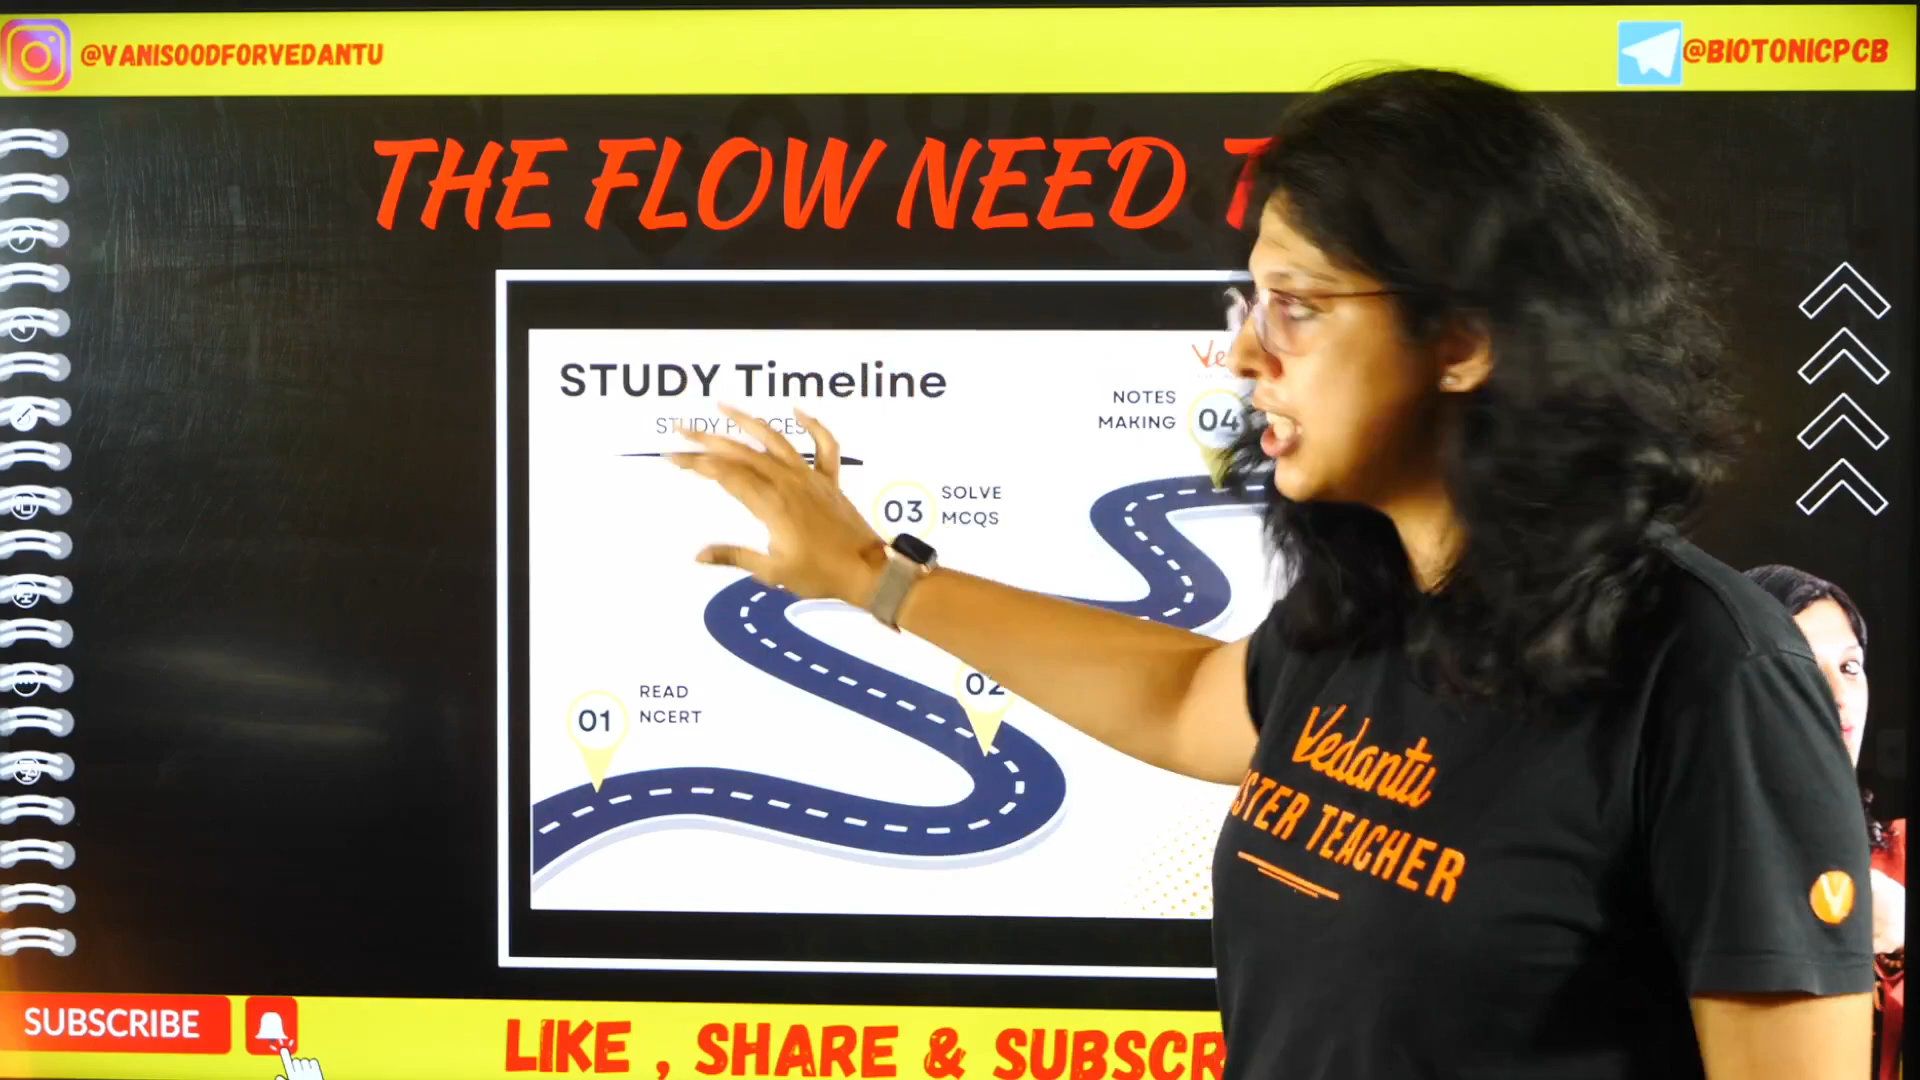 @VANISOODFORVEDANTU
@BIOTONICPCB
THE FLOW NEED
STUDY Timeline
NOTES
MAKING
04
03
SOLVE
MCQS
02
01
READ
NCERT
Vedantu
TEACHER
SUBSCRIBE
LIKE , SHARE &